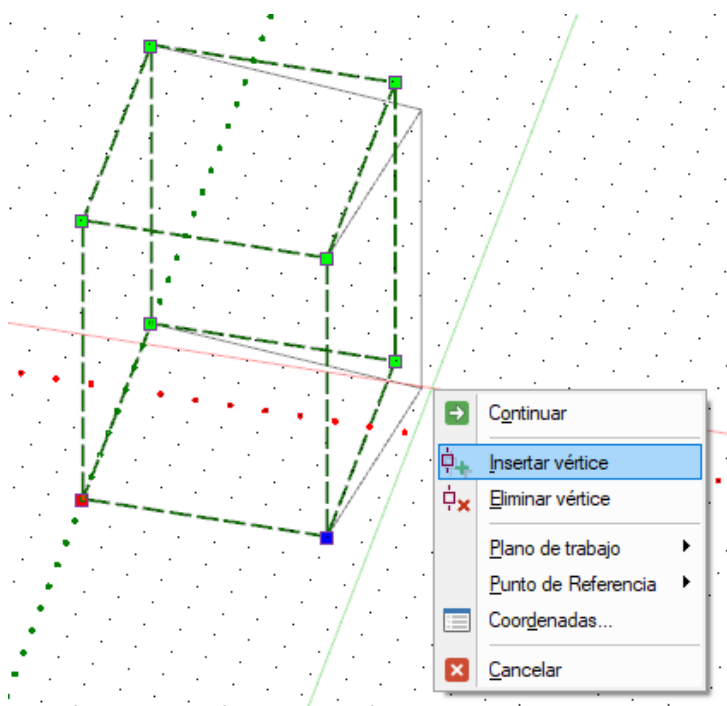 Continuar
Insertar vértice
Eliminar vértice
Plano de trabajo
Punto de Referencia
Coordenadas...
Cancelar